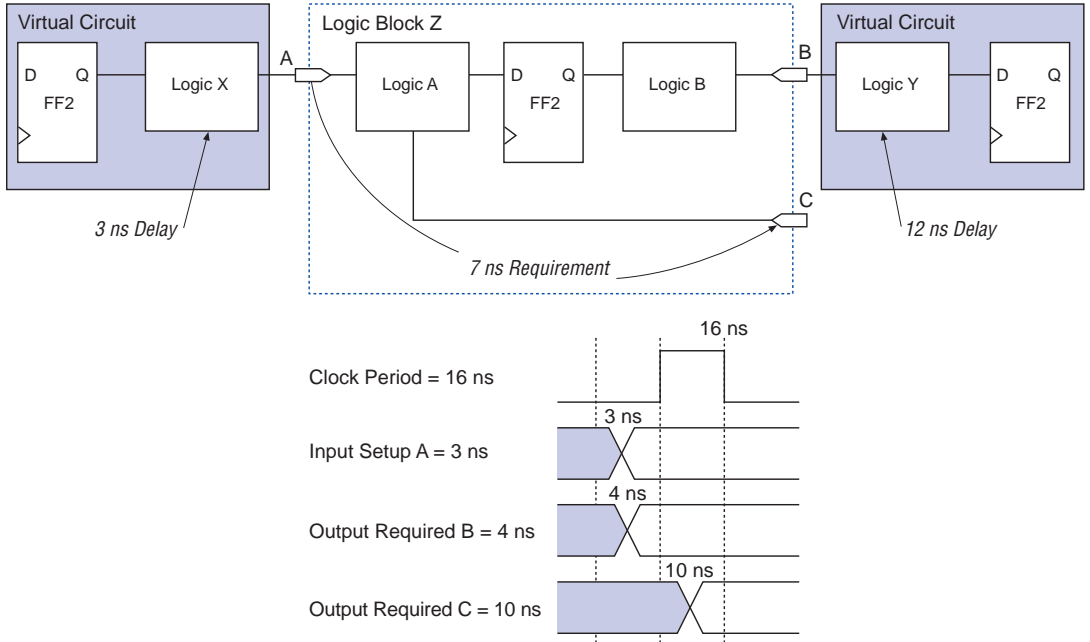 Virtual Circuit
D Q
FF2
Logic X
A
Logic Block Z
Logic A
D Q
FF2
Logic B
B
Virtual Circuit
Logic Y
D Q
FF2
C
3 ns Delay
7 ns Requirement
12 ns Delay
16 ns
Clock Period = 16 ns
3 ns
Input Setup A = 3 ns
4 ns
Output Required B = 4 ns
10 ns
Output Required C = 10 ns